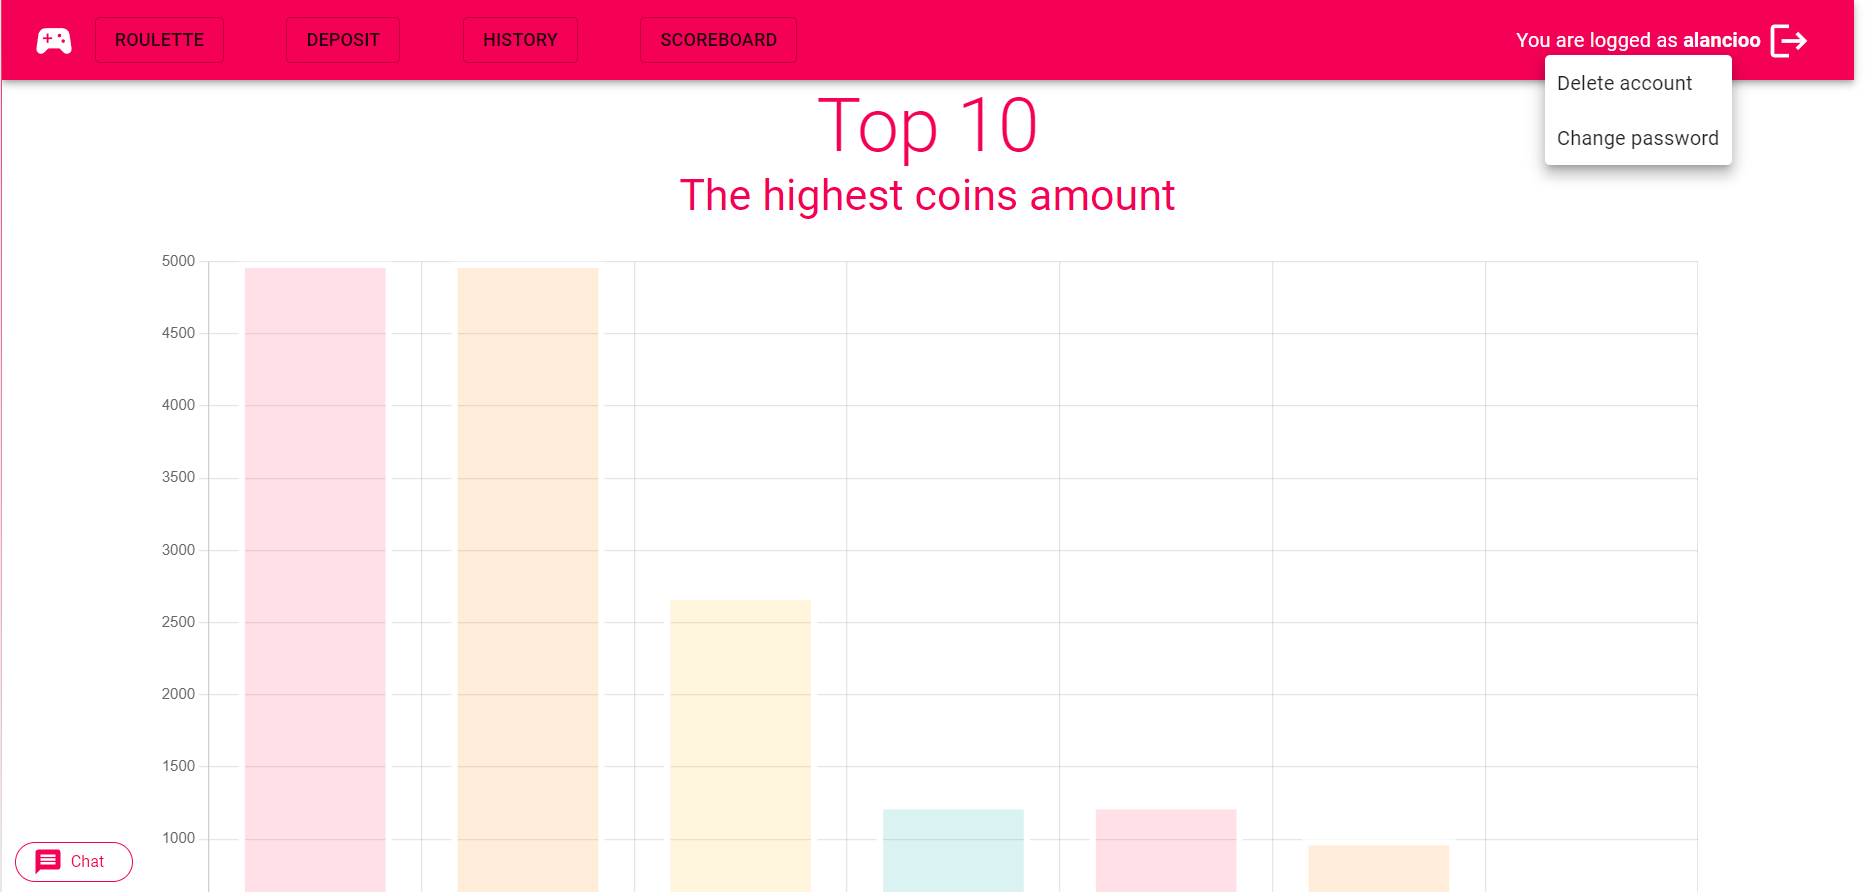 ROULETTE DEPOSIT HISTORY SCOREBOARD You are logged as alancioo
Delete account
Change password
Top 10
The highest coins amount
5000
4500
4000
3500
3000
2500
2000
1500
1000
Chat